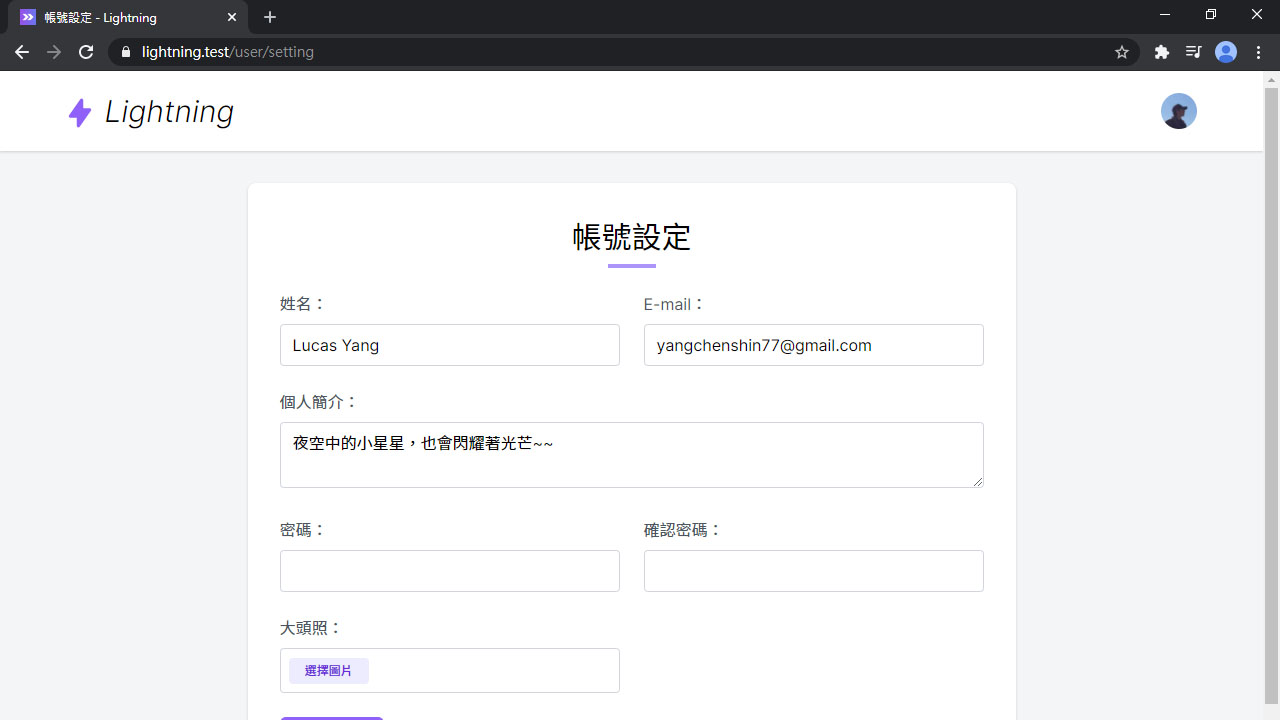 帳號設定 - Lightning
lightning.test/user/setting
Lightning
帳號設定
姓名：
E-mail：
Lucas Yang
yangchenshin77@gmail.com
個人簡介：
夜空中的小星星，也會閃耀著光芒~~
密碼：
確認密碼：
大頭照：
選擇圖片